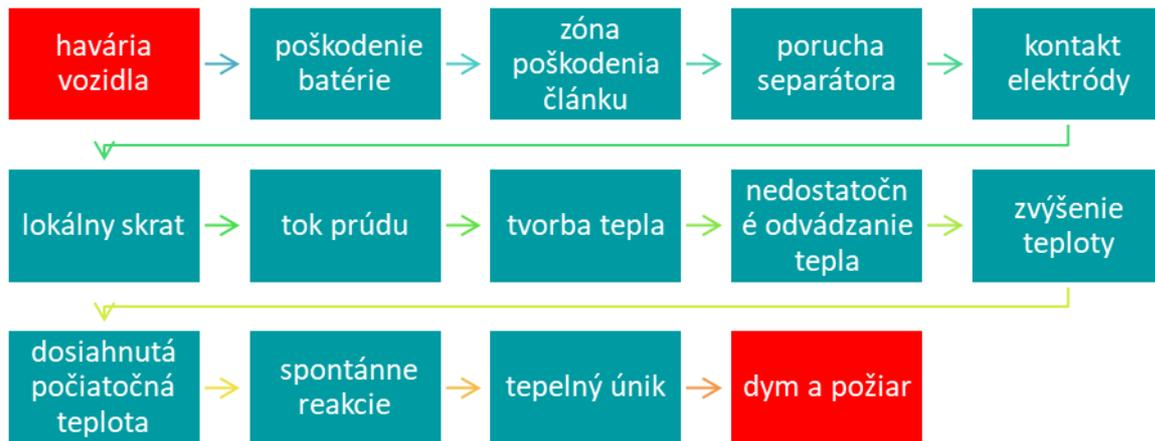 havária
vozidla
poškodenie
batérie
zóna
poškodenia
článku
porucha
separátora
kontakt
elektródy
lokálny skrat
tok prúdu
tvorba tepla
nedostatočn
é odvádzanie
tepla
zvýšenie
teploty
dosiahnutá
počiatočná
teplota
spontánne
reakcie
tepelný únik
dym a požiar